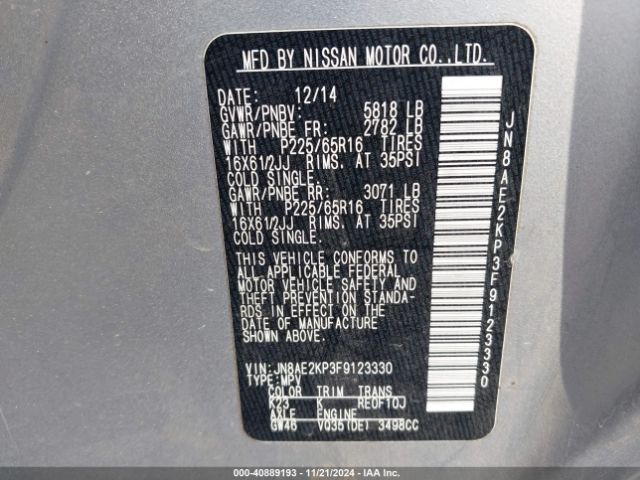 MFD BY NISSAN MOTOR CO.,LTD.
DATE: 12/14
GVWR/PNBV: 5818 LB
GAWR/PNBE FR: 2782 LB
WITH P225/65R16 TIRES
16X61/2JJ RIMS. AT 35PSI
COLD SINGLE.
GAWR/PNBE RR: 3071 LB
WITH P225/65R16 TIRES
16X61/2JJ RIMS. AT 35PSI
COLD SINGLE.
THIS VEHICLE CONFORMS TO
ALL APPLICABLE FEDERAL
MOTOR VEHICLE SAFETY AND
THEFT PREVENTION STANDA-
RDS IN EFFECT ON THE
DATE OF MANUFACTURE
SHOWN ABOVE.
VIN: JN8AE2KP3F9123330
TYPE: MPV
COLOR TRIM TRANS
K23 K RE0F10J
AXLE ENGINE
GW46 VQ35(DE) 3498CC
JN8AE2KP3F9123330
000-40889193 - 11/21/2024 - IAAI.COM